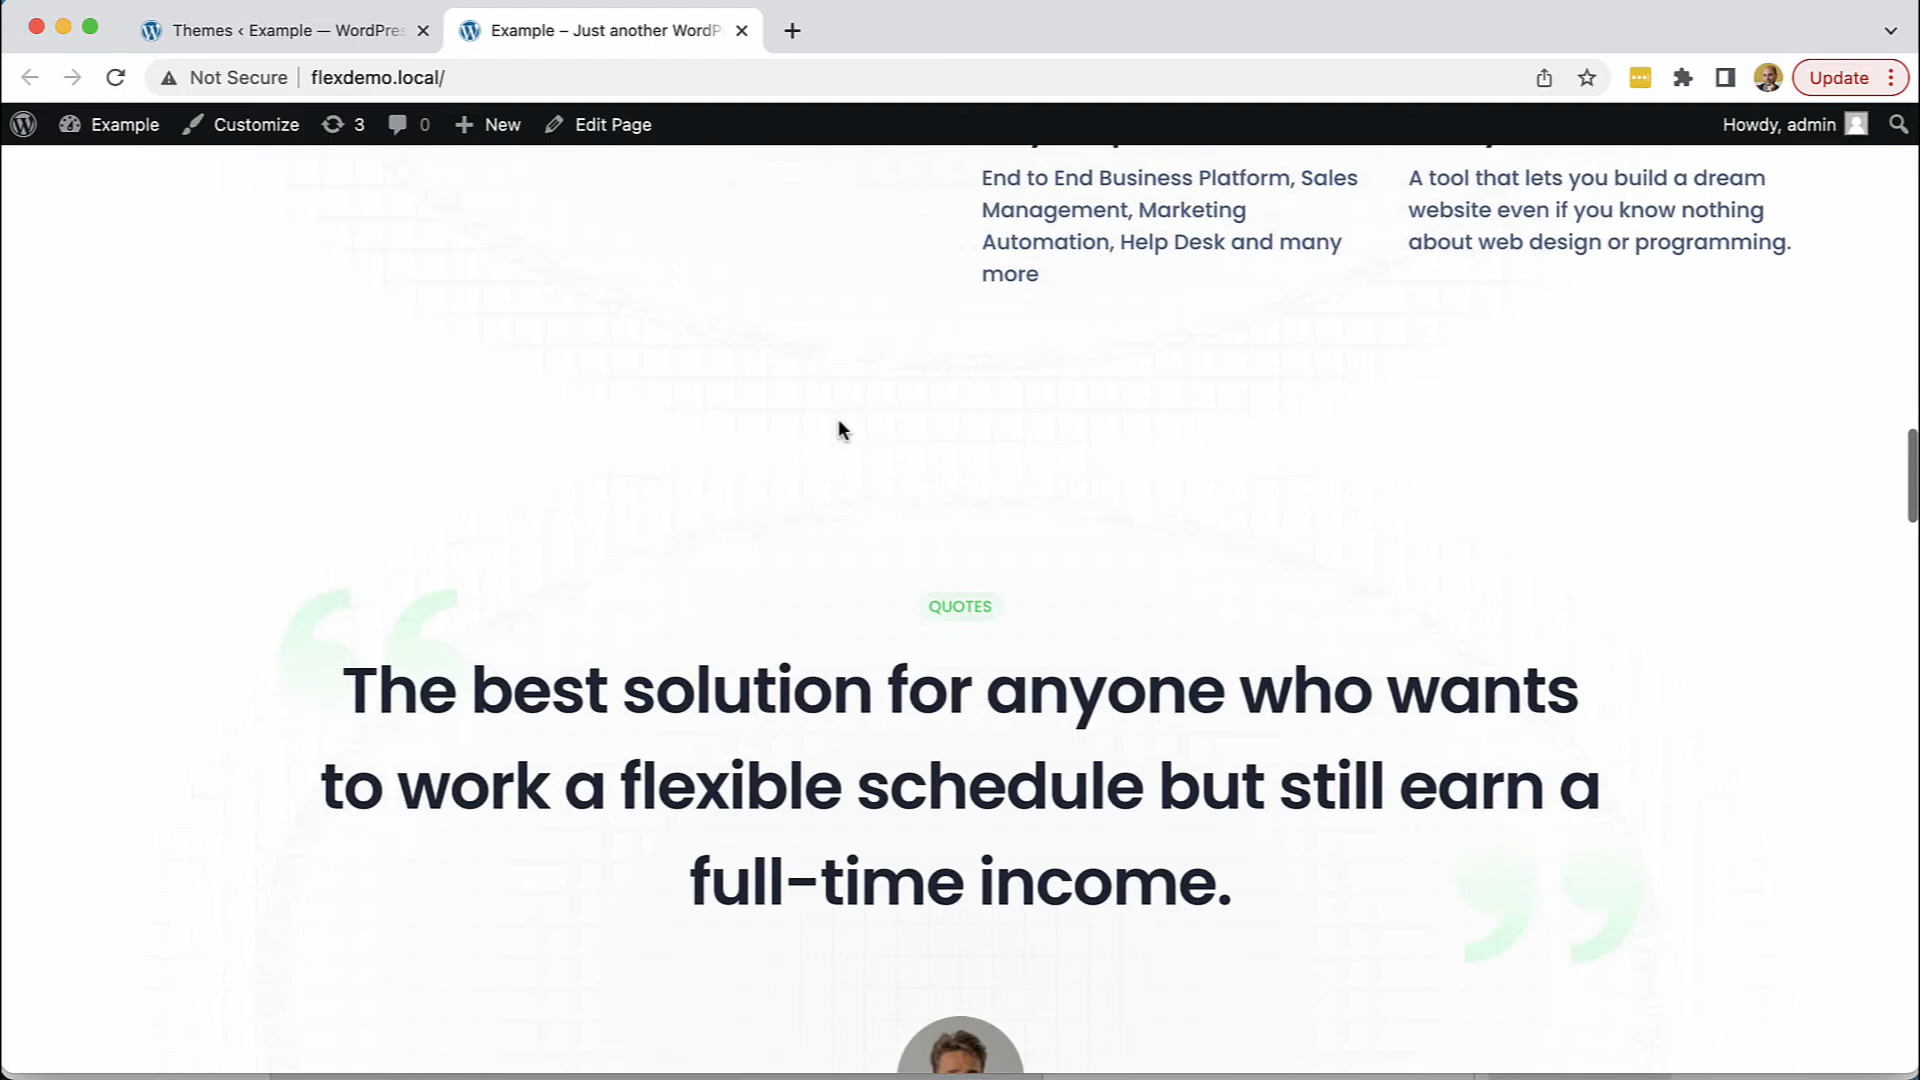 Themes ‹ Example — WordPres
Example – Just another WordP
Not Secure
flexdemo.local/
Update
Example
Customize
3
0
New
Edit Page
Howdy, admin
End to End Business Platform, Sales
Management, Marketing
Automation, Help Desk and many
more
A tool that lets you build a dream
website even if you know nothing
about web design or programming.
QUOTES
The best solution for anyone who wants
to work a flexible schedule but still earn a
full-time income.